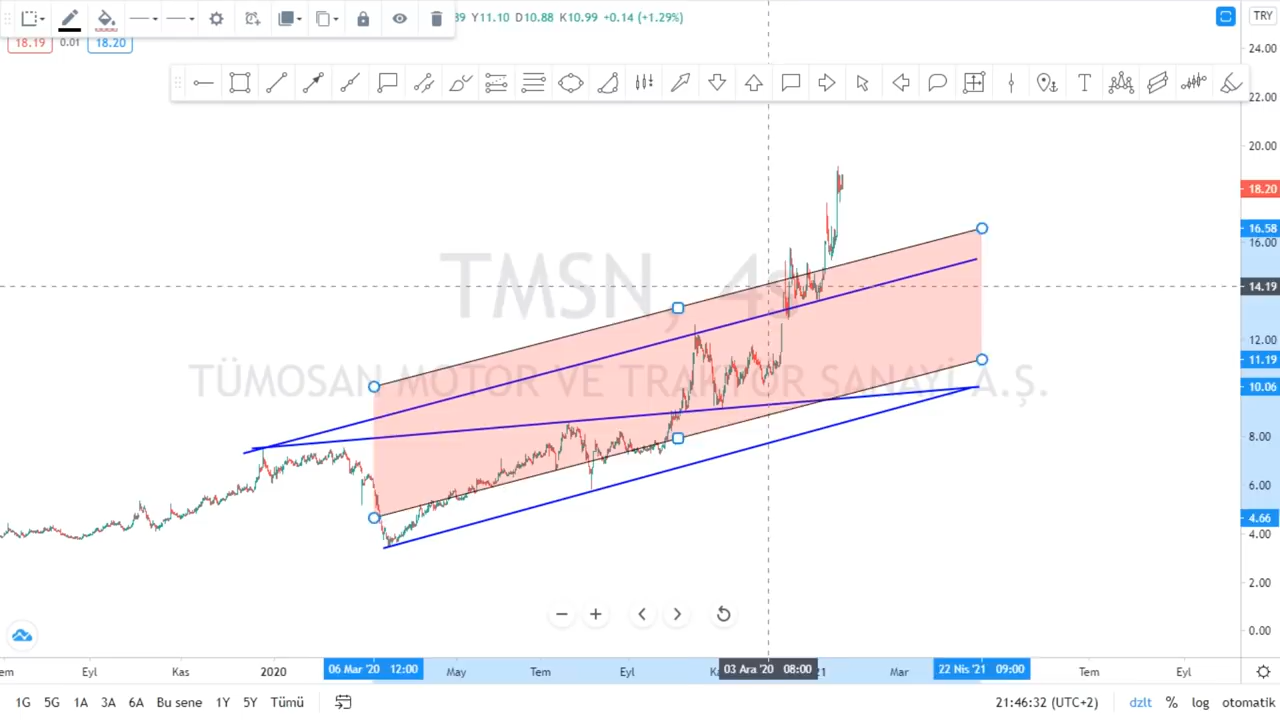 39 Y11.10 D10.88 K10.99 +0.14 (+1.29%)
TRY
18.19 0.01 18.20
24.00
22.00
20.00
18.20
16.58
16.00
14.19
12.00
11.19
10.06
8.00
6.00
4.66
4.00
2.00
0.00
TMSN, 4s
TÜMOSAN MOTOR VE TRAKTÖR SANAYİ A.Ş.
Eyl Kas 2020 06 Mar '20 12:00 May Tem Eyl 03 Ara '20 08:00 21 Mar 22 Nis '21 09:00 Tem Eyl
1G 5G 1A 3A 6A Bu sene 1Y 5Y Tümü 21:46:32 (UTC+2) dzlt % log otomatik